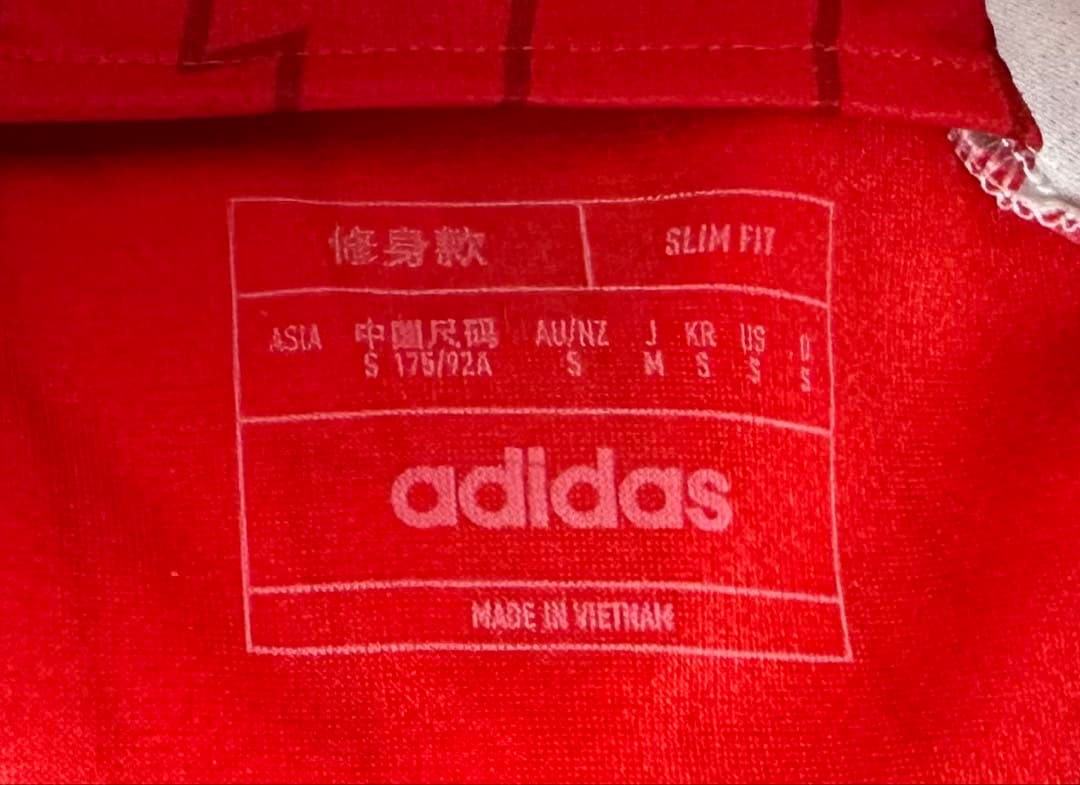 修身款 SLIM FIT
ASIA 中国尺码 AU/NZ J KR US D
S 175/92A S M S S S
adidas
MADE IN VIETNAM